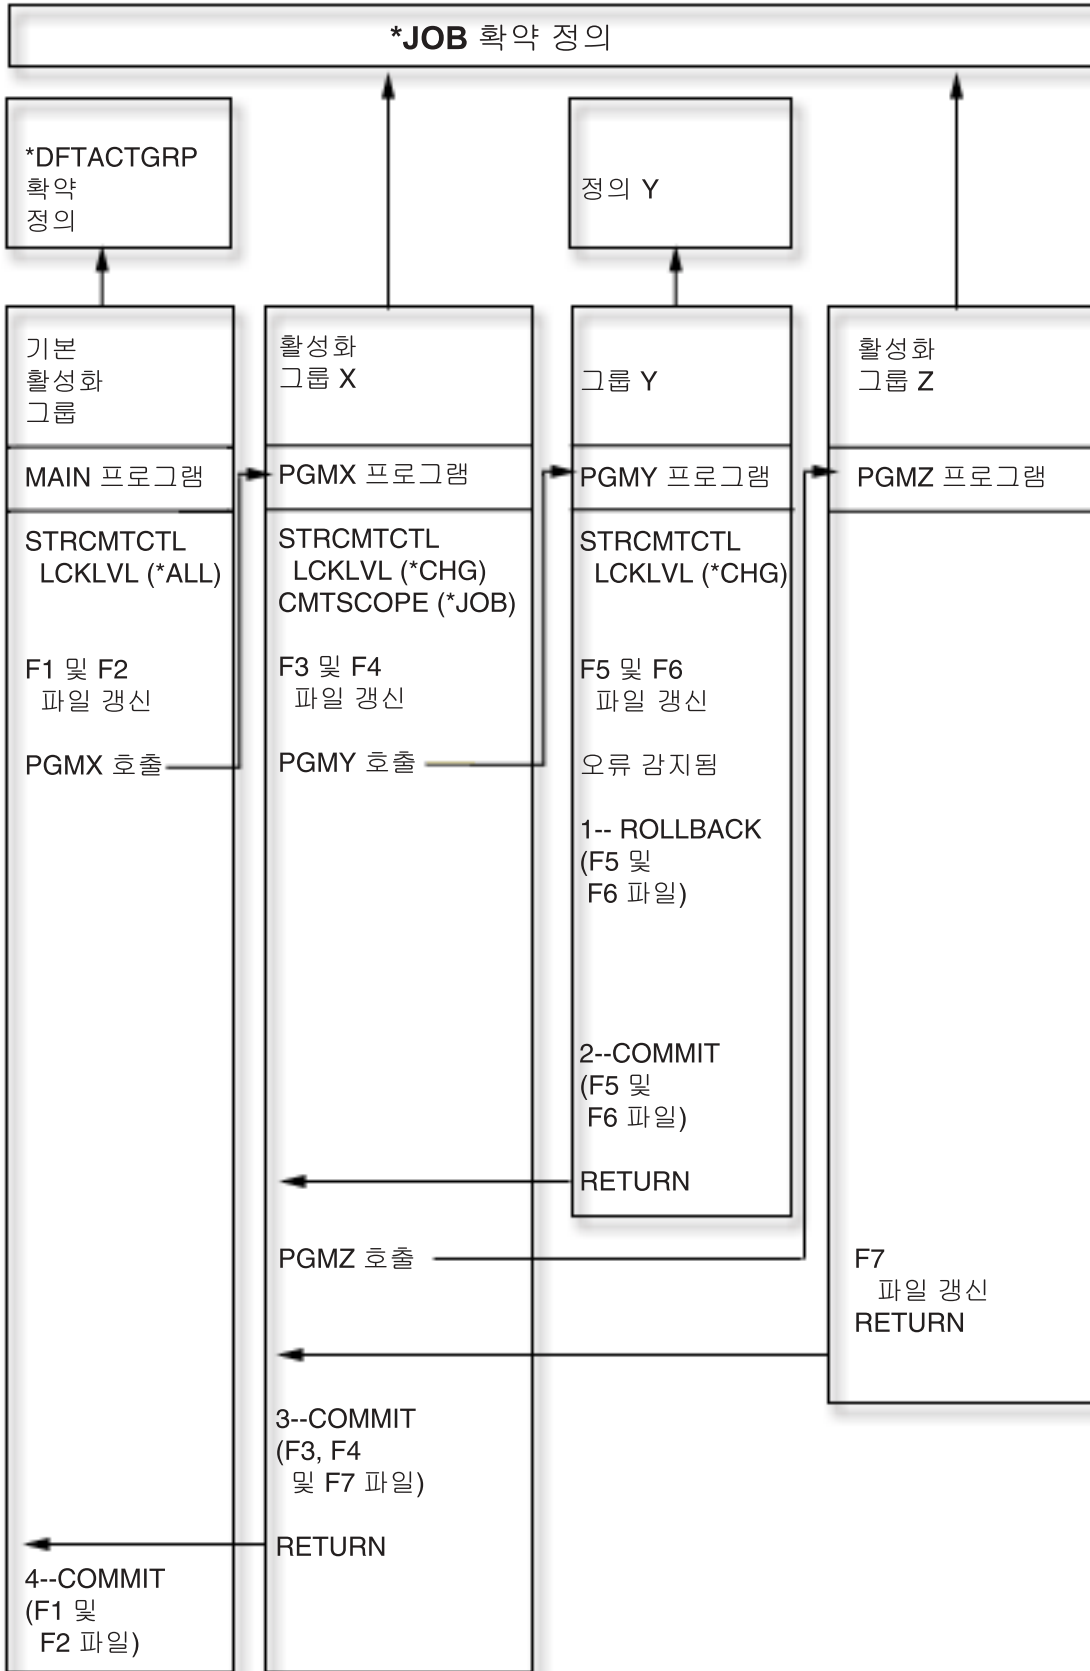 *JOB 확약 정의
*DFTACTGRP
확약
정의
정의 Y
기본
활성화
그룹
활성화
그룹 X
그룹 Y
활성화
그룹 Z
MAIN 프로그램
PGMX 프로그램
PGMY 프로그램
PGMZ 프로그램
STRCMTCTL
LCKLVL (*ALL)
F1 및 F2
파일 갱신
PGMX 호출
STRCMTCTL
LCKLVL (*CHG)
CMTSCOPE (*JOB)
F3 및 F4
파일 갱신
PGMY 호출
STRCMTCTL
LCKLVL (*CHG)
F5 및 F6
파일 갱신
오류 감지됨
1-- ROLLBACK
(F5 및
F6 파일)
2--COMMIT
(F5 및
F6 파일)
RETURN
PGMZ 호출
F7
파일 갱신
RETURN
3--COMMIT
(F3, F4
및 F7 파일)
RETURN
4--COMMIT
(F1 및
F2 파일)